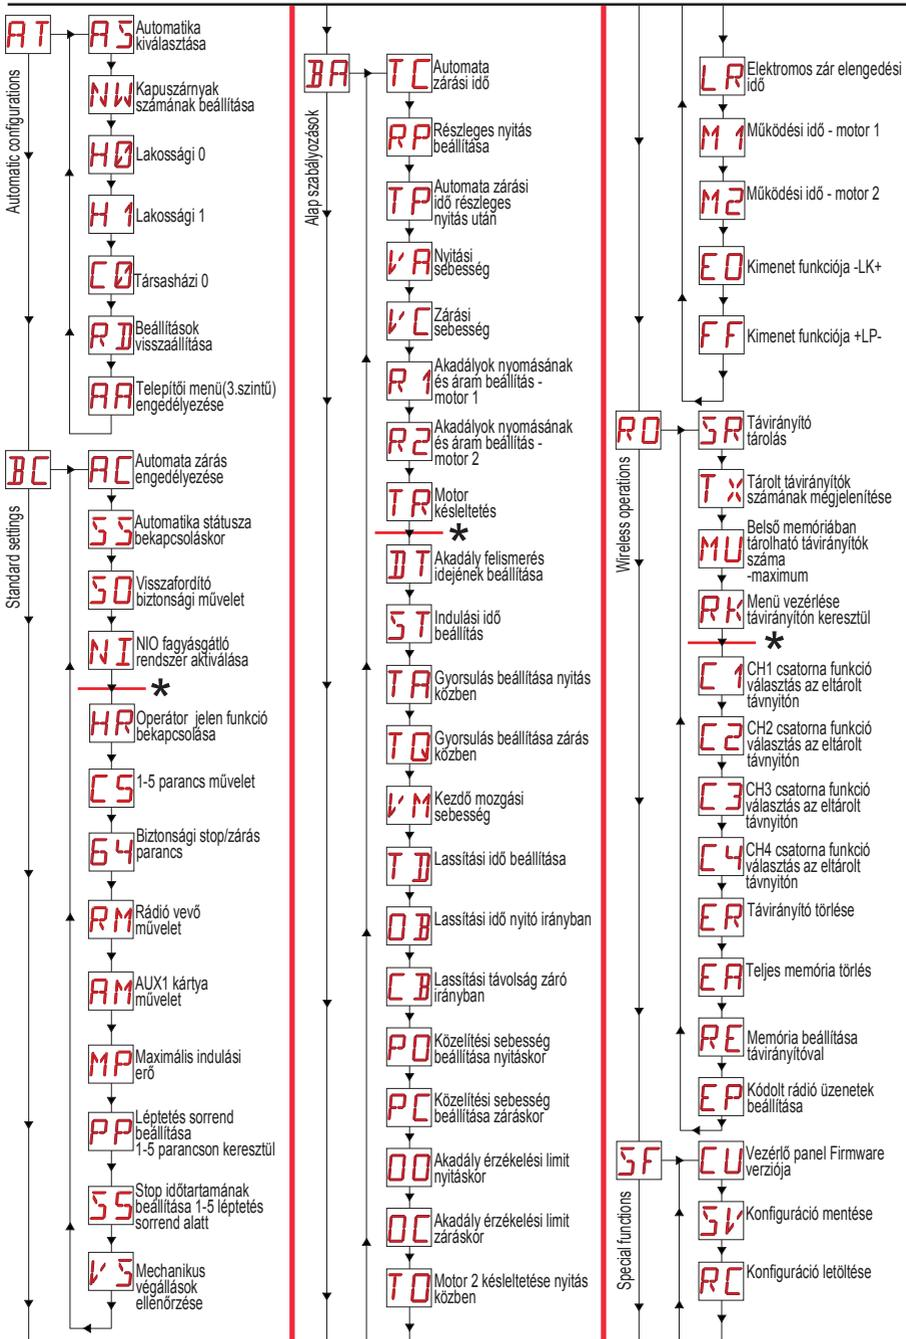 AT
Automatic configurations
AS
Automatika
kiválasztása
NW
Kapuszárnyak
számának beállítása
H0
Lakossági 0
H1
Lakossági 1
C0
Társasházi 0
RD
Beállítások
visszaállítása
AA
Telepítői menü(3.szintű)
engedélyezése
BC
Standard settings
AC
Automata zárás
engedélyezése
SS
Automatika státusza
bekapcsoláskor
SO
Visszafordító
biztonsági művelet
NI
NIO fagyásgátló
rendszer aktiválása
*
HR
Operátor jelen funkció
bekapcsolása
CS
1-5 parancs művelet
64
Biztonsági stop/zárás
parancs
RM
Rádió vevő
művelet
AM
AUX1 kártya
művelet
MP
Maximális indulási
erő
PP
Léptetés sorrend
beállítása
1-5 parancson keresztül
S5
Stop időtartamának
beállítása 1-5 léptetés
sorrend alatt
VS
Mechanikus
végállások
ellenőrzése
BA
Alap szabályozások
TC
Automata
zárási idő
RP
Részleges nyitás
beállítása
TP
Automata zárási
idő részleges
nyitás után
VA
Nyitási
sebesség
VC
Zárási
sebesség
R1
Akadályok nyomásának
és áram beállítás -
motor 1
R2
Akadályok nyomásának
és áram beállítás -
motor 2
TR
Motor
késleltetés
*
DT
Akadály felismerés
idejének beállítása
ST
Indulási idő
beállítás
TA
Gyorsulás beállítása nyitás
közben
TQ
Gyorsulás beállítása zárás
közben
VM
Kezdő mozgási
sebesség
TD
Lassítási idő beállítása
OB
Lassítási idő nyitó irányban
CB
Lassítási távolság záró
irányban
PO
Közelítési sebesség
beállítása nyitáskor
PC
Közelítési sebesség
beállítása záráskor
OO
Akadály érzékelési limit
nyitáskor
OC
Akadály érzékelési limit
záráskor
TO
Motor 2 késleltetése nyitás
közben
LR
Elektromos zár elengedési
idő
M1
Működési idő - motor 1
M2
Működési idő - motor 2
EO
Kimenet funkciója -LK+
FF
Kimenet funkciója +LP-
RO
Wireless operations
SR
Távirányító
tárolás
TX
Tárolt távirányítók
számának mégjelenítése
MU
Belső memóriában
tárolható távirányítók
száma
-maximum
RK
Menü vezérlése
távirányítón keresztül
*
C1
CH1 csatorna funkció
választás az eltárolt
távnyitón
C2
CH2 csatorna funkció
választás az eltárolt
távnyitón
C3
CH3 csatorna funkció
választás az eltárolt
távnyitón
C4
CH4 csatorna funkció
választás az eltárolt
távnyitón
ER
Távirányító törlése
EA
Teljes memória törlés
RE
Memória beállítása
távirányítóval
EP
Kódolt rádió üzenetek
beállítása
SF
Special functions
CU
Vezérlő panel Firmware
verziója
SV
Konfiguráció mentése
RC
Konfiguráció letöltése